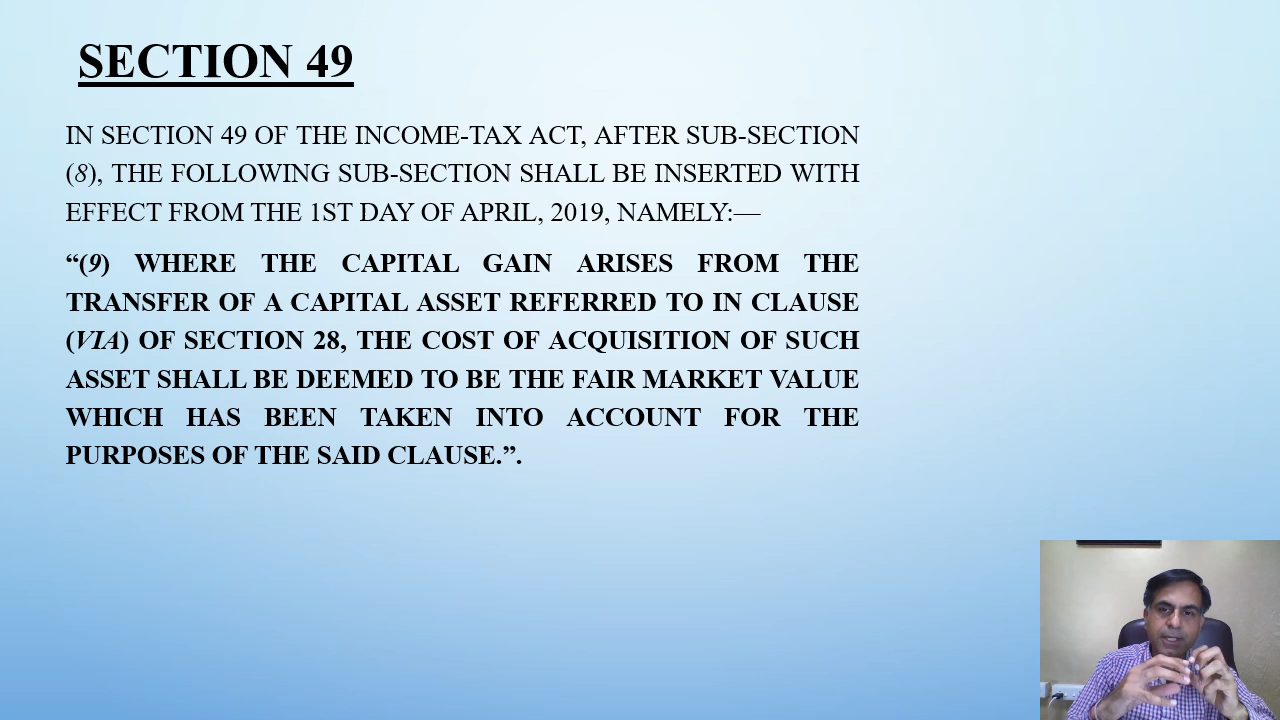 SECTION 49
IN SECTION 49 OF THE INCOME-TAX ACT, AFTER SUB-SECTION
(8), THE FOLLOWING SUB-SECTION SHALL BE INSERTED WITH
EFFECT FROM THE 1ST DAY OF APRIL, 2019, NAMELY:—
“(9) WHERE THE CAPITAL GAIN ARISES FROM THE
TRANSFER OF A CAPITAL ASSET REFERRED TO IN CLAUSE
(VIA) OF SECTION 28, THE COST OF ACQUISITION OF SUCH
ASSET SHALL BE DEEMED TO BE THE FAIR MARKET VALUE
WHICH HAS BEEN TAKEN INTO ACCOUNT FOR THE
PURPOSES OF THE SAID CLAUSE.”.